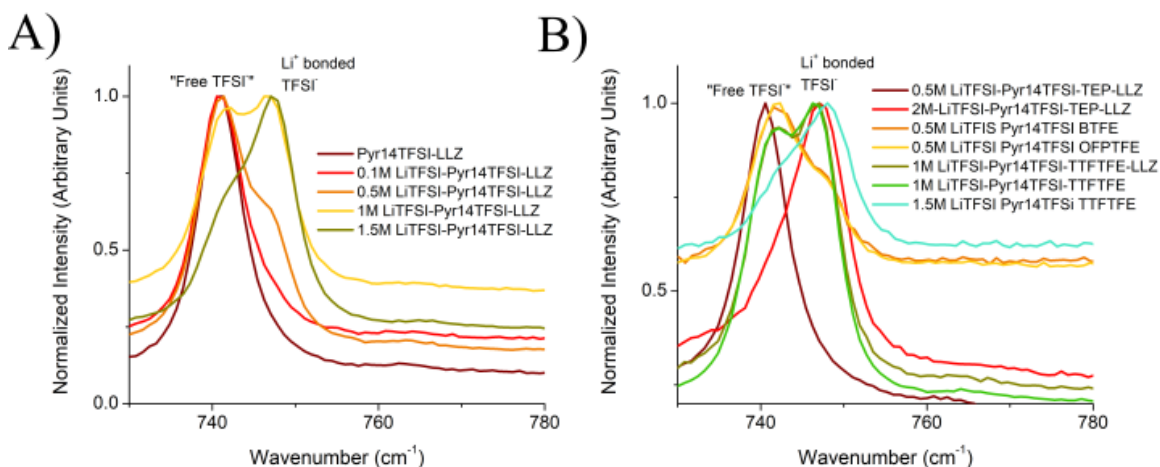 A)
"Free TFSI⁻"
Li⁺ bonded
TFSI⁻
1.0
0.5
0.0
Normalized Intensity (Arbitrary Units)
Pyr14TFSI-LLZ
0.1M LiTFSI-Pyr14TFSI-LLZ
0.5M LiTFSI-Pyr14TFSI-LLZ
1M LiTFSI-Pyr14TFSI-LLZ
1.5M LiTFSI-Pyr14TFSI-LLZ
740
760
780
Wavenumber (cm⁻¹)
B)
"Free TFSI⁻"
Li⁺ bonded
TFSI⁻
1.0
0.5
Normalized Intensity (Arbitrary Units)
0.5M LiTFSI-Pyr14TFSI-TEP-LLZ
2M-LiTFSI-Pyr14TFSI-TEP-LLZ
0.5M LiTFIS Pyr14TFSI BTFE
0.5M LiTFSI Pyr14TFSI OFPTFE
1M LiTFSI-Pyr14TFSI-TTFTFE-LLZ
1M LiTFSI-Pyr14TFSI-TTFTFE
1.5M LiTFSI Pyr14TFSi TTFTFE
740
760
780
Wavenumber (cm⁻¹)